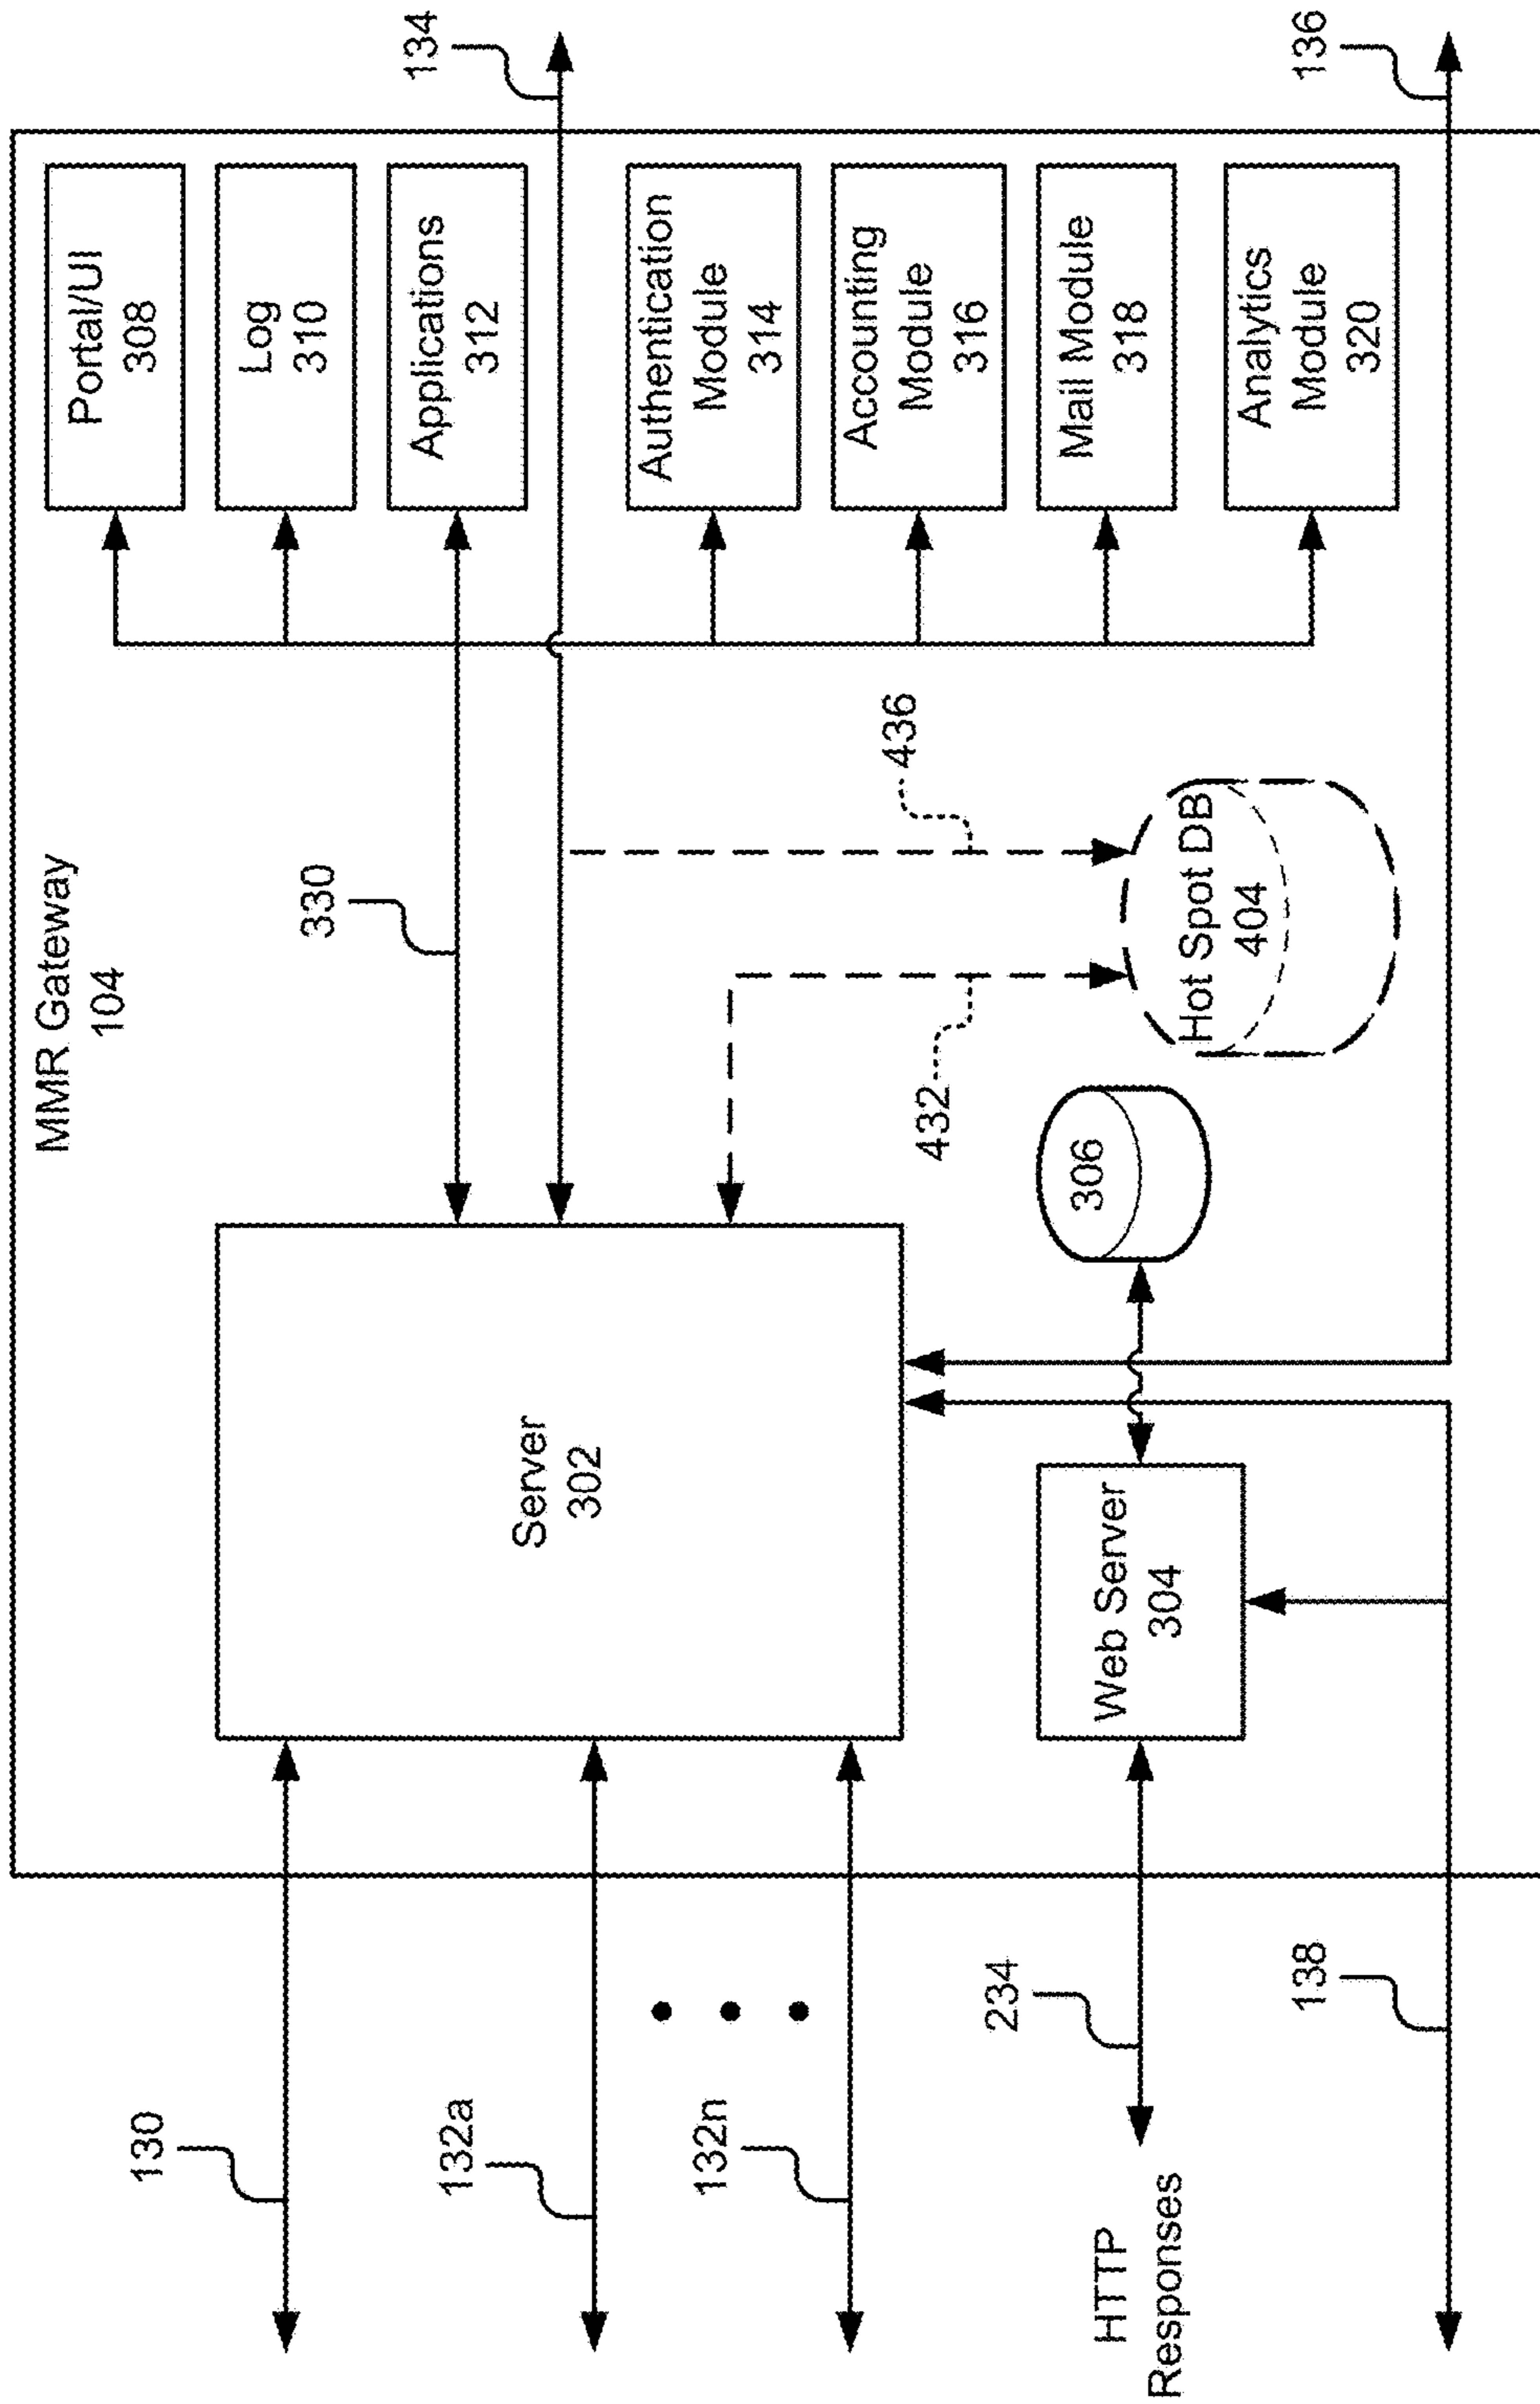 MMR Gateway
104
130
132a
132n
234
HTTP
Responses
138
Server
302
Web Server
304
306
330
432
436
Hot Spot DB
404
Portal/UI
308
Log
310
Applications
312
134
Authentication
Module
314
Accounting
Module
316
Mail Module
318
Analytics
Module
320
136